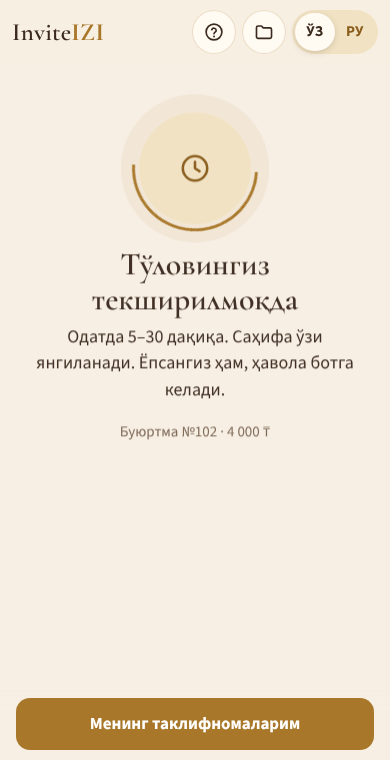 InviteIZI
ЎЗ
РУ
Тўловингиз
текширилмоқда
Одатда 5–30 дақиқа. Саҳифа ўзи
янгиланади. Ёпсангиз ҳам, ҳавола ботга
келади.
Буюртма №102 · 4 000 ₸
Менинг таклифномаларим